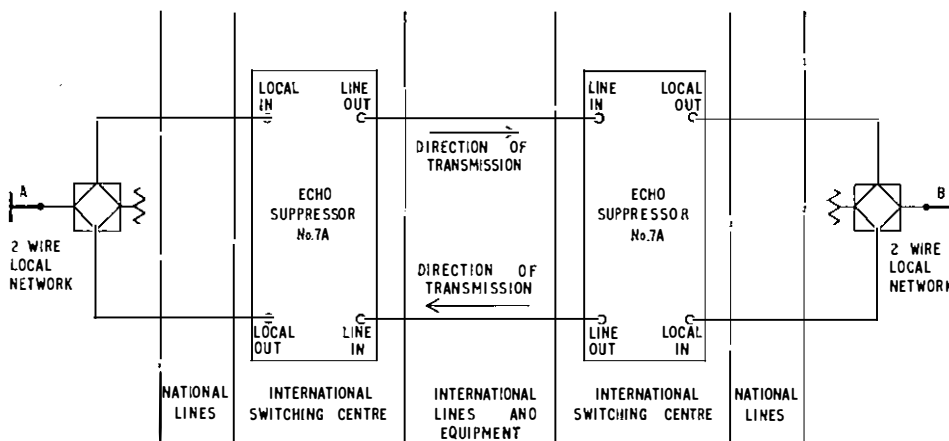 LOCAL
IN
LINE
OUT
LINE
IN
LOCAL
OUT
DIRECTION OF
TRANSMISSION
A
B
ECHO
SUPPRESSOR
No.7A
ECHO
SUPPRESSOR
No.7A
2 WIRE
LOCAL
NETWORK
2 WIRE
LOCAL
NETWORK
DIRECTION OF
TRANSMISSION
LOCAL
OUT
LINE
IN
LINE
OUT
LOCAL
IN
NATIONAL
LINES
INTERNATIONAL
SWITCHING CENTRE
INTERNATIONAL
LINES AND
EQUIPMENT
INTERNATIONAL
SWITCHING CENTRE
NATIONAL
LINES